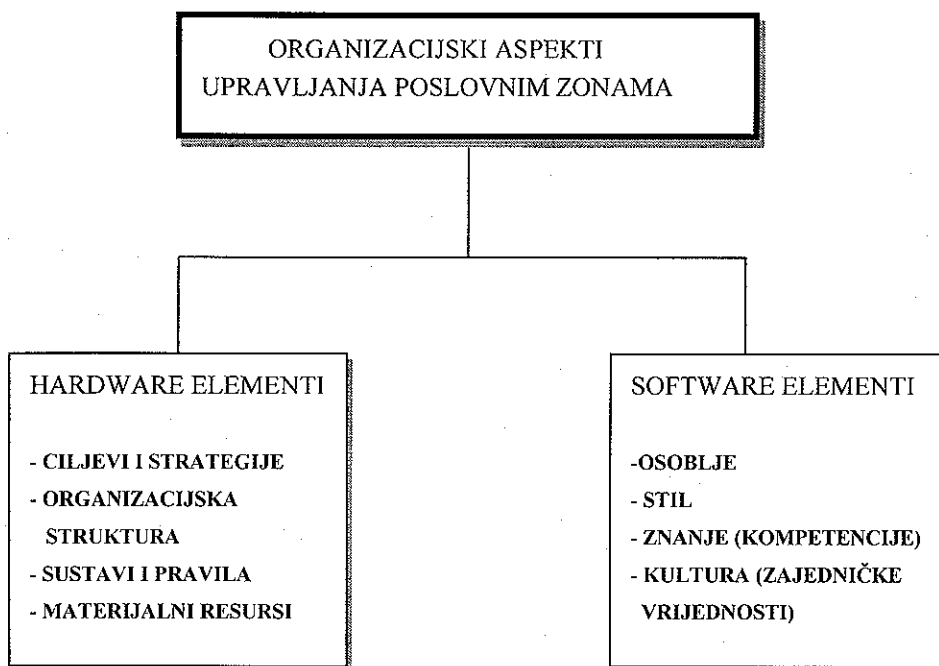 ORGANIZACIJSKI ASPEKTI
UPRAVLJANJA POSLOVNIM ZONAMA
HARDWARE ELEMENTI
- CILJEVI I STRATEGIJE
- ORGANIZACIJSKA
STRUKTURA
- SUSTAVI I PRAVILA
- MATERIJALNI RESURSI
SOFTWARE ELEMENTI
-OSOBLJE
- STIL
- ZNANJE (KOMPETENCIJE)
- KULTURA (ZAJEDNIČKE
VRIJEDNOSTI)